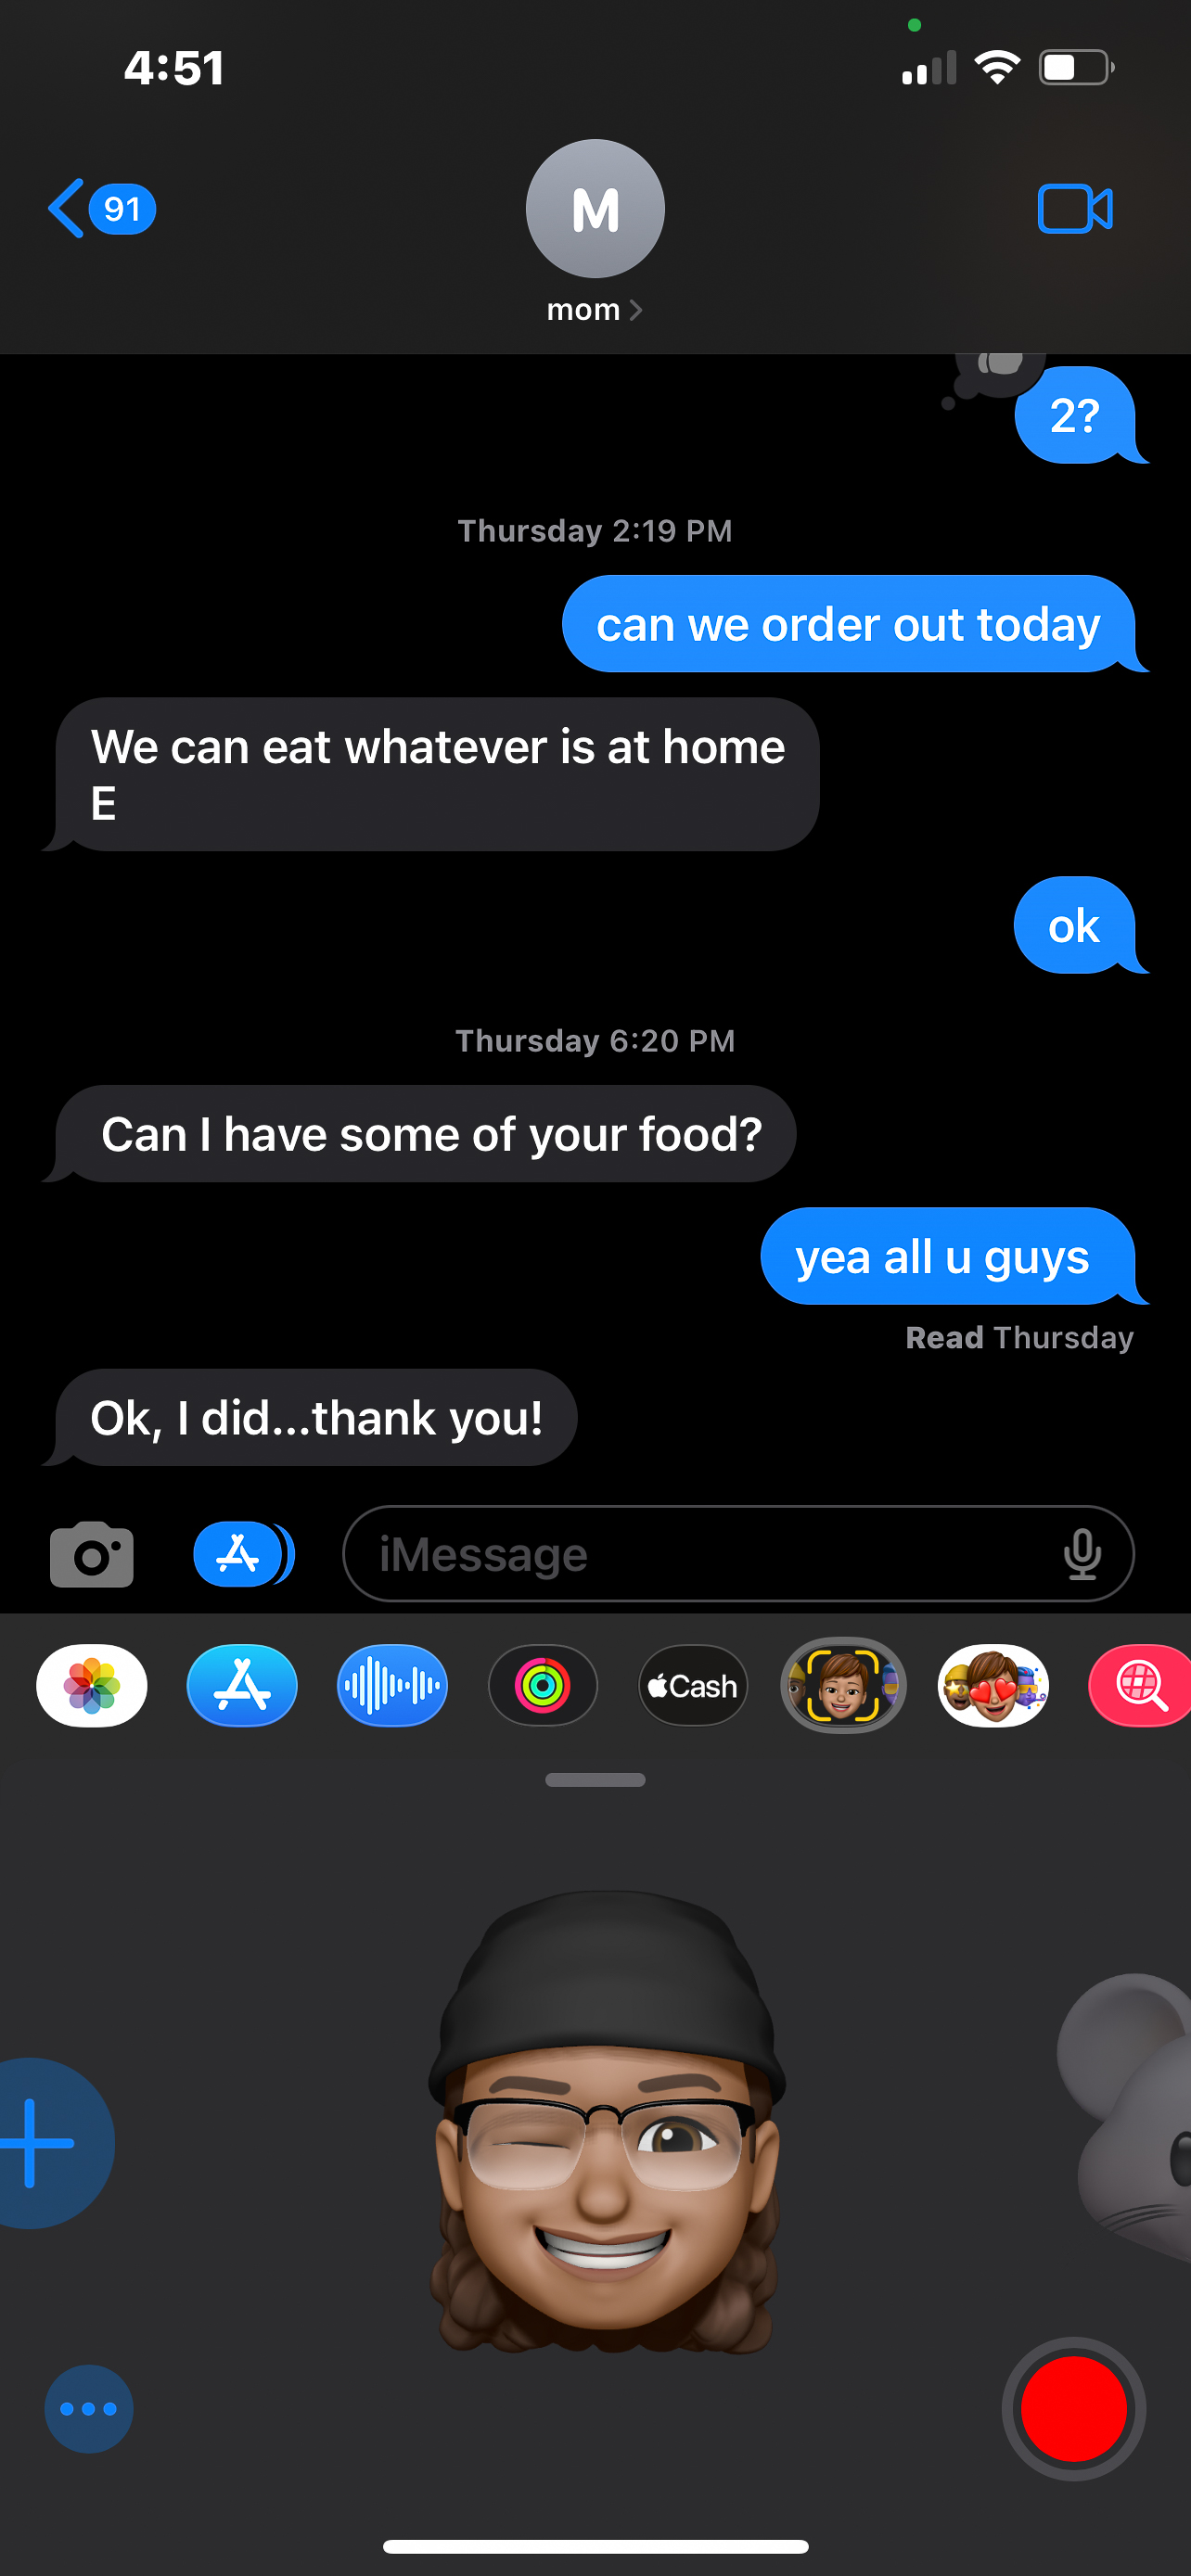 4:51
91
M
mom
2?
Thursday 2:19 PM
can we order out today
We can eat whatever is at home
E
ok
Thursday 6:20 PM
Can I have some of your food?
yea all u guys
Read Thursday
Ok, I did...thank you!
iMessage
Cash